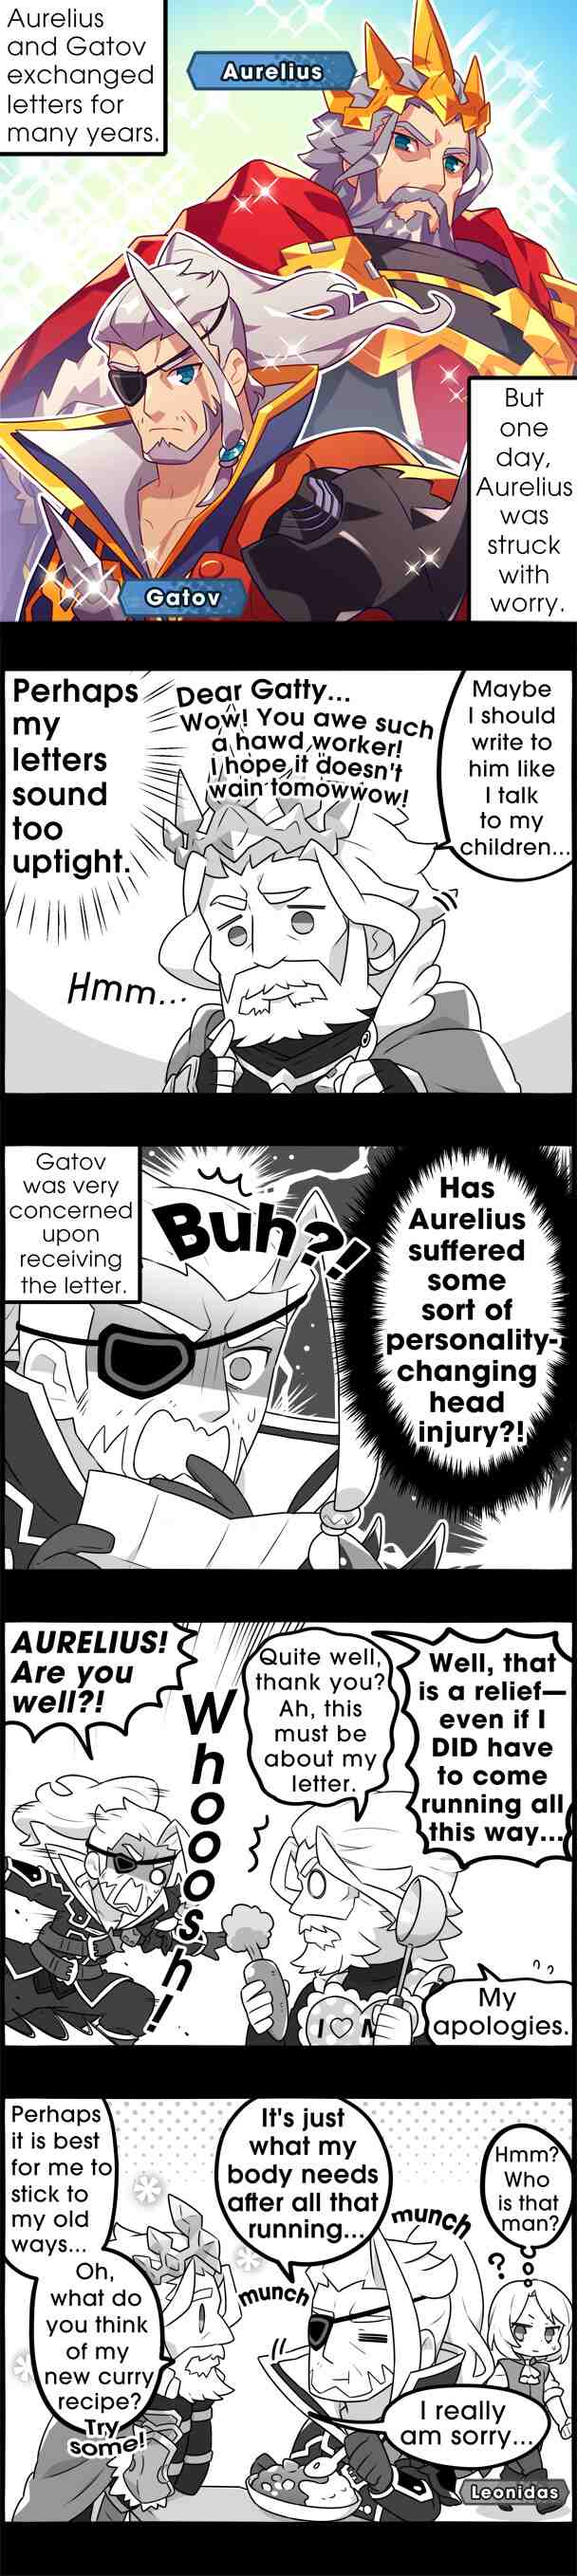 Aurelius
and Gatov
exchanged
letters for
many years.
Aurelius
But
one
day,
Aurelius
was
struck
with
worry.
Gatov
Perhaps
my
letters
sound
too
uptight.
Dear Gatty...
Wow! You awe such
a hawd worker!
I hope it doesn't
wain tomowwow!
Maybe
I should
write to
him like
I talk
to my
children...
Hmm...
Gatov
was very
concerned
upon
receiving
the letter.
Buh?!
Has
Aurelius
suffered
some
sort of
personality-
changing
head
injury?!
AURELIUS!
Are you
well?!
Whooosh!
Quite well,
thank you?
Ah, this
must be
about my
letter.
Well, that
is a relief—
even if I
DID have
to come
running all
this way...
I ♡ N
My
apologies.
Perhaps
it is best
for me to
stick to
my old
ways...
Oh,
what do
you think
of my
new curry
recipe?
Try
some!
It's just
what my
body needs
after all that
running...
munch
munch
Hmm?
Who
is that
man?
?
I really
am sorry...
Leonidas